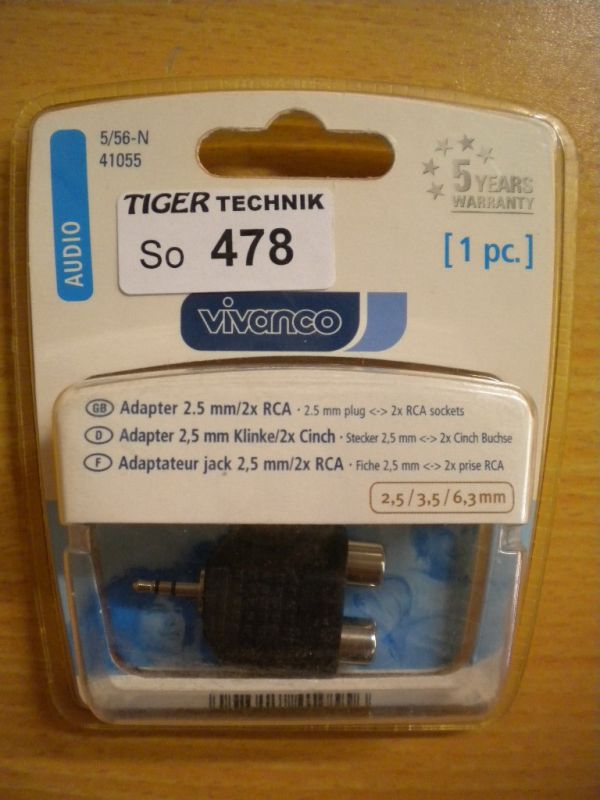 5/56-N
41055
AUDIO
5 YEARS
WARRANTY
TIGER TECHNIK
So 478
[1 pc.]
vivanco
GB Adapter 2.5 mm/2x RCA · 2.5 mm plug <-> 2x RCA sockets
D Adapter 2,5 mm Klinke/2x Cinch · Stecker 2,5 mm <-> 2x Cinch Buchse
F Adaptateur jack 2,5 mm/2x RCA · Fiche 2,5 mm <-> 2x prise RCA
2,5/3,5/6,3mm